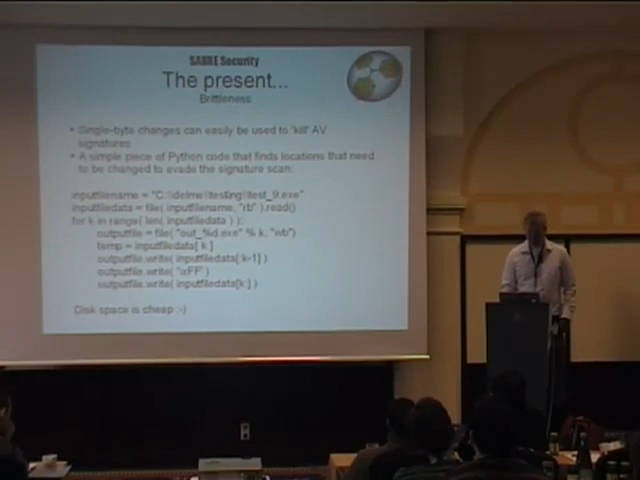 SABRE Security
The present...
Brittleness
• Single-byte changes can easily be used to 'kill' AV
signatures
• A simple piece of Python code that finds locations that need
to be changed to evade the signature scan:
inputfilename = "C:\\delme\\testing\\test_9.exe"
inputfiledata = file( inputfilename, "rb" ).read()
for k in range( len( inputfiledata ) ):
outputfile = file( "out_%d.exe" % k, "wb")
temp = inputfiledata[ k ]
outputfile.write( inputfiledata[:k-1] )
outputfile.write( '\xFF' )
outputfile.write( inputfiledata[k:] )
Disk space is cheap :-)